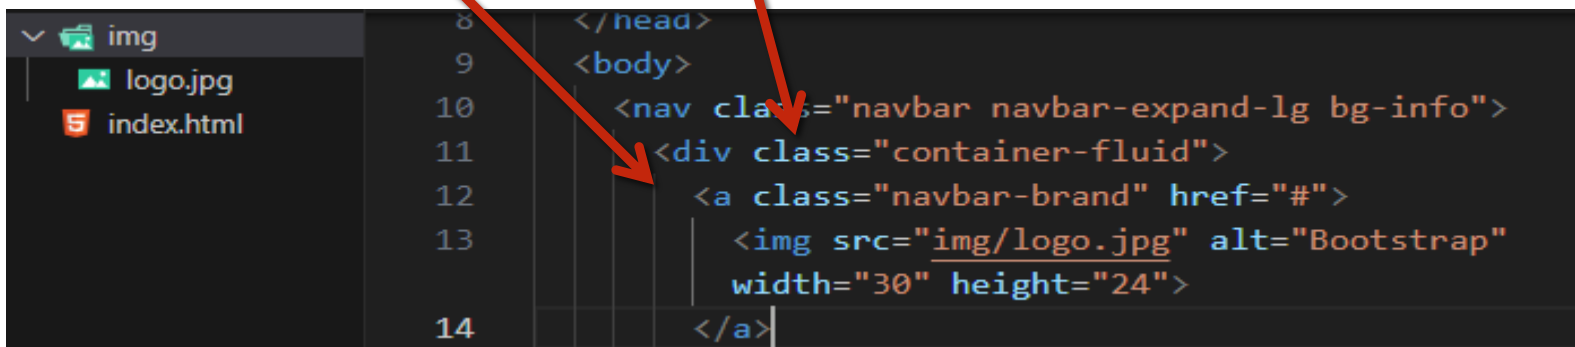 img
logo.jpg
index.html
8 </head>
9 <body>
10 <nav class="navbar navbar-expand-lg bg-info">
11 <div class="container-fluid">
12 <a class="navbar-brand" href="#">
13 <img src="img/logo.jpg" alt="Bootstrap"
width="30" height="24">
14 </a>